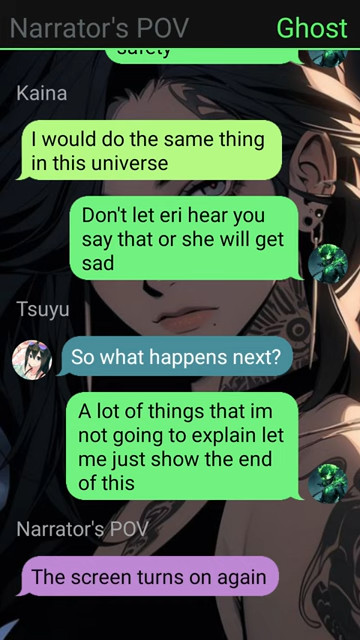 Narrator's POV Ghost
safety
Kaina
I would do the same thing
in this universe
Don't let eri hear you
say that or she will get
sad
Tsuyu
So what happens next?
A lot of things that im
not going to explain let
me just show the end
of this
Narrator's POV
The screen turns on again